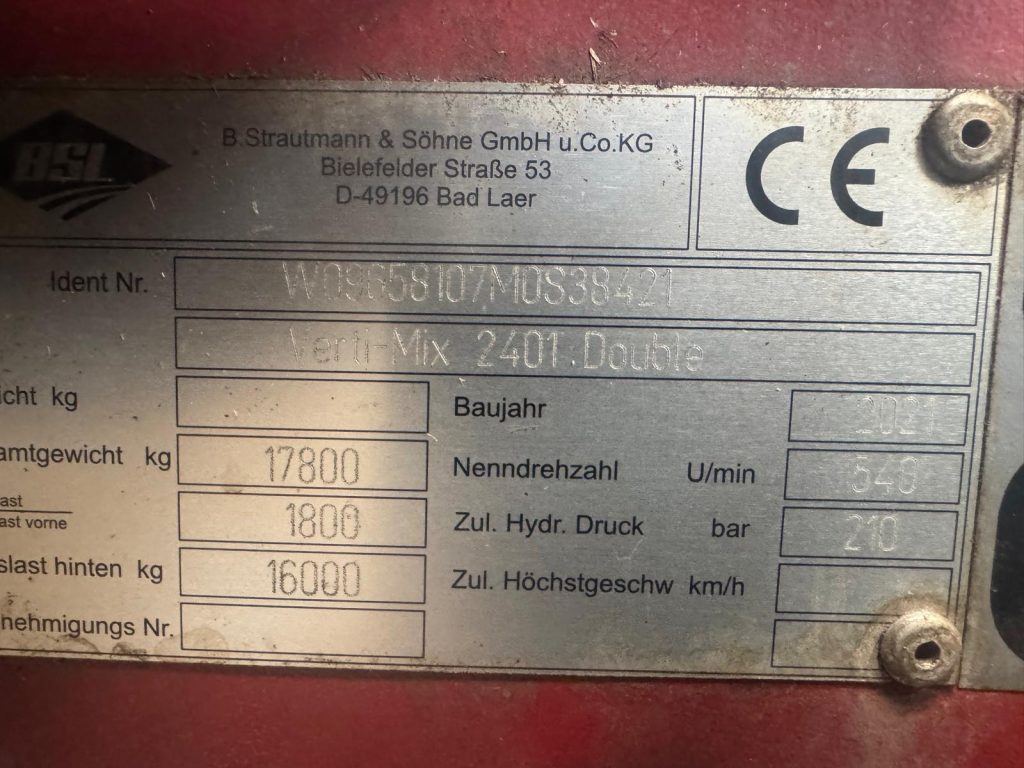 BSL
B.Strautmann & Söhne GmbH u.Co.KG
Bielefelder Straße 53
D-49196 Bad Laer
CE
Ident Nr. W09658107M0S38421
Verti-Mix 2401 Double
icht kg
Baujahr 2021
amtgewicht kg 17800
Nenndrehzahl U/min 540
ast
ast vorne 1800
Zul. Hydr. Druck bar 210
slast hinten kg 16000
Zul. Höchstgeschw km/h
nehmigungs Nr.